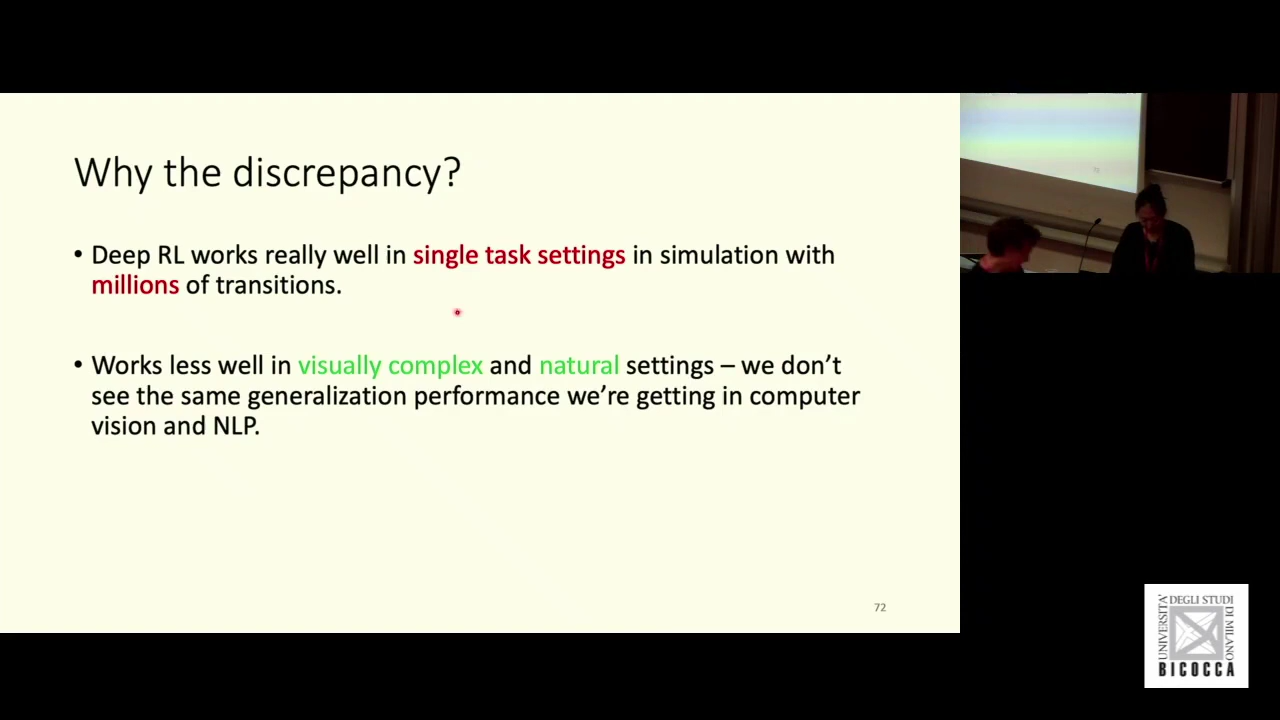 Why the discrepancy?
• Deep RL works really well in single task settings in simulation with
millions of transitions.
• Works less well in visually complex and natural settings – we don’t
see the same generalization performance we’re getting in computer
vision and NLP.
72
UNIVERSITA'
DEGLI STUDI
DI MILANO
BICOCCA